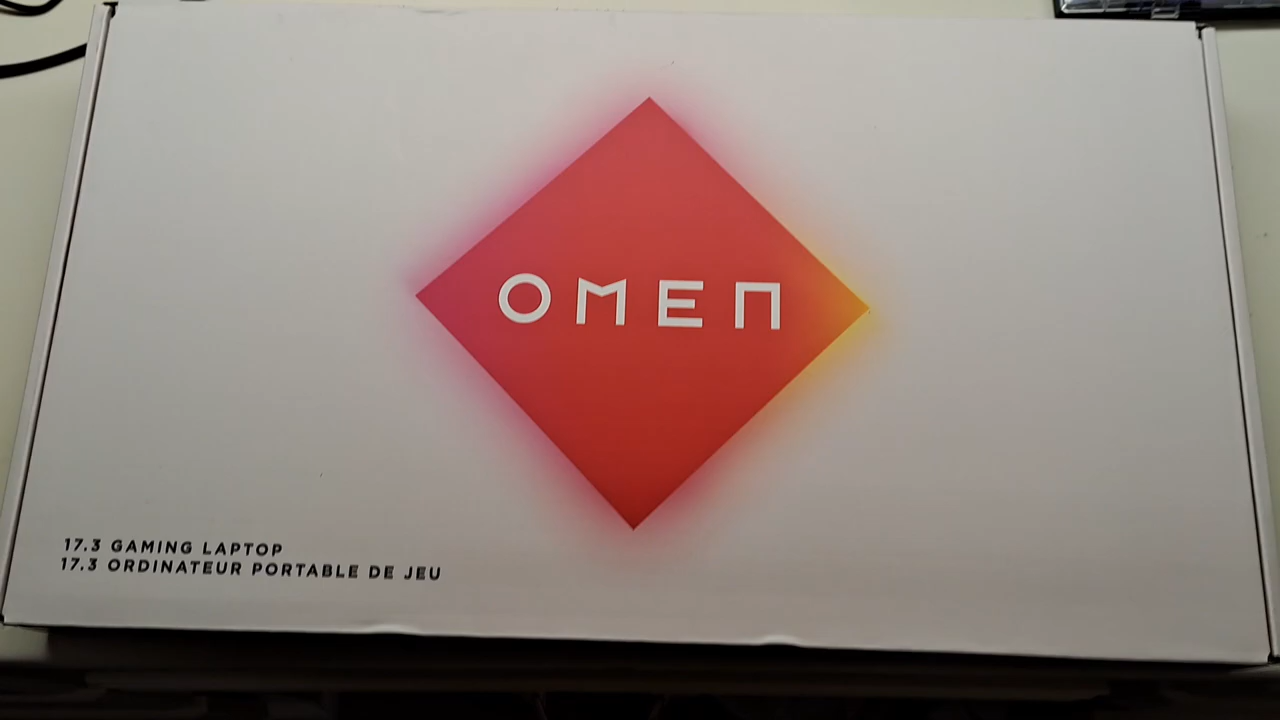 OMEN
17.3 GAMING LAPTOP
17.3 ORDINATEUR PORTABLE DE JEU